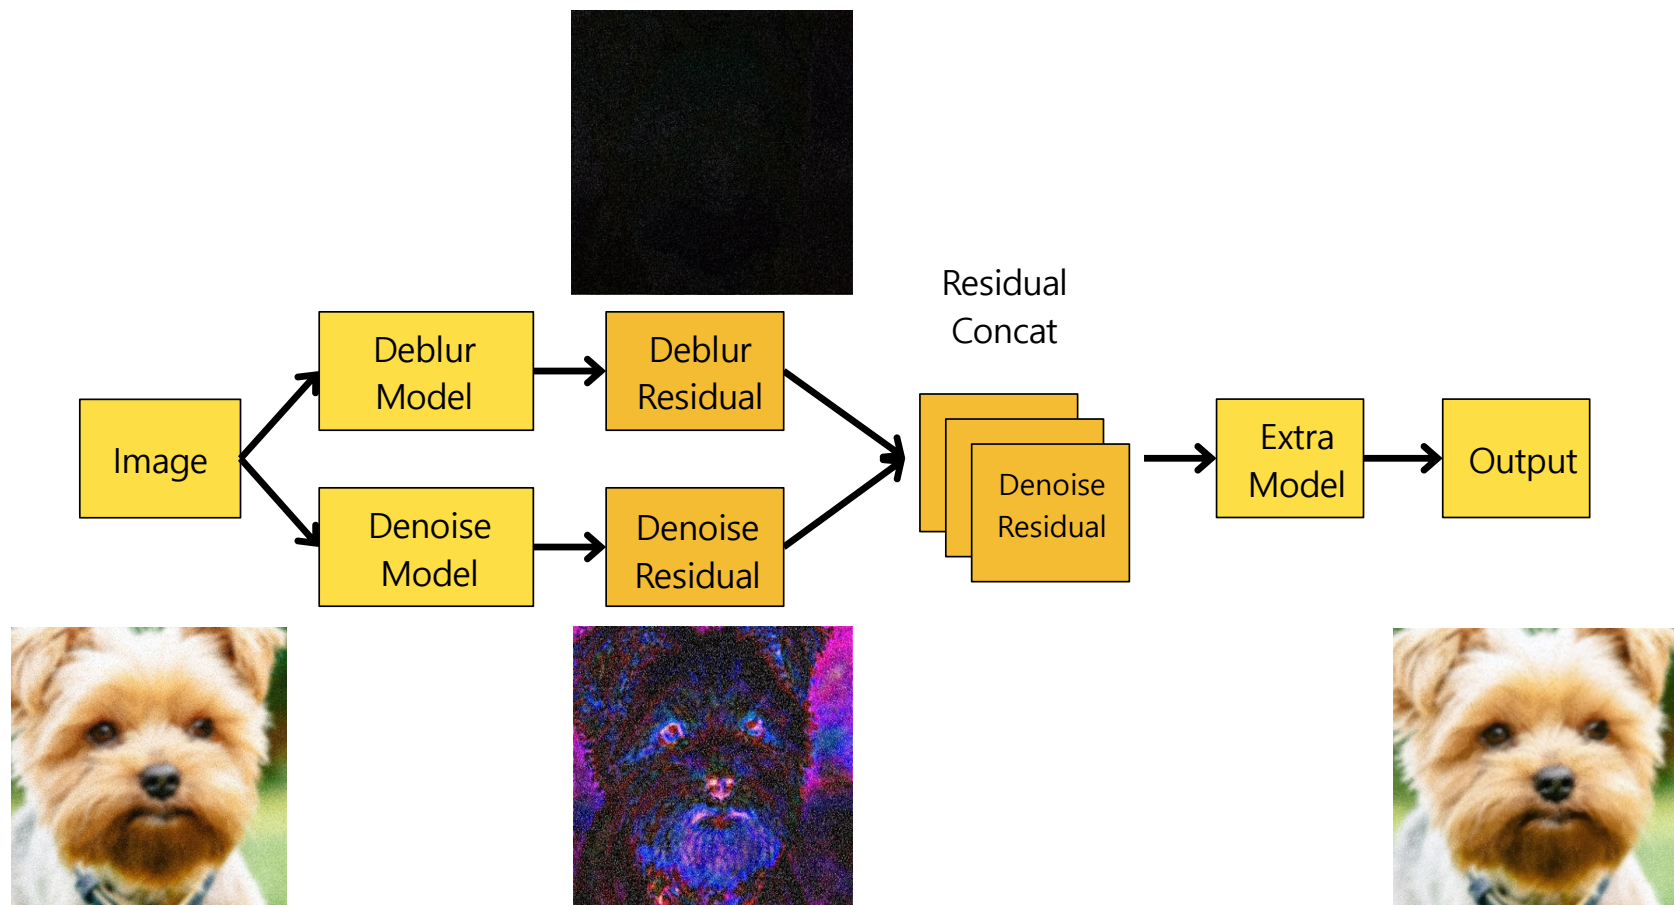 Image
Deblur
Model
Denoise
Model
Deblur
Residual
Denoise
Residual
Residual
Concat
Denoise
Residual
Extra
Model
Output